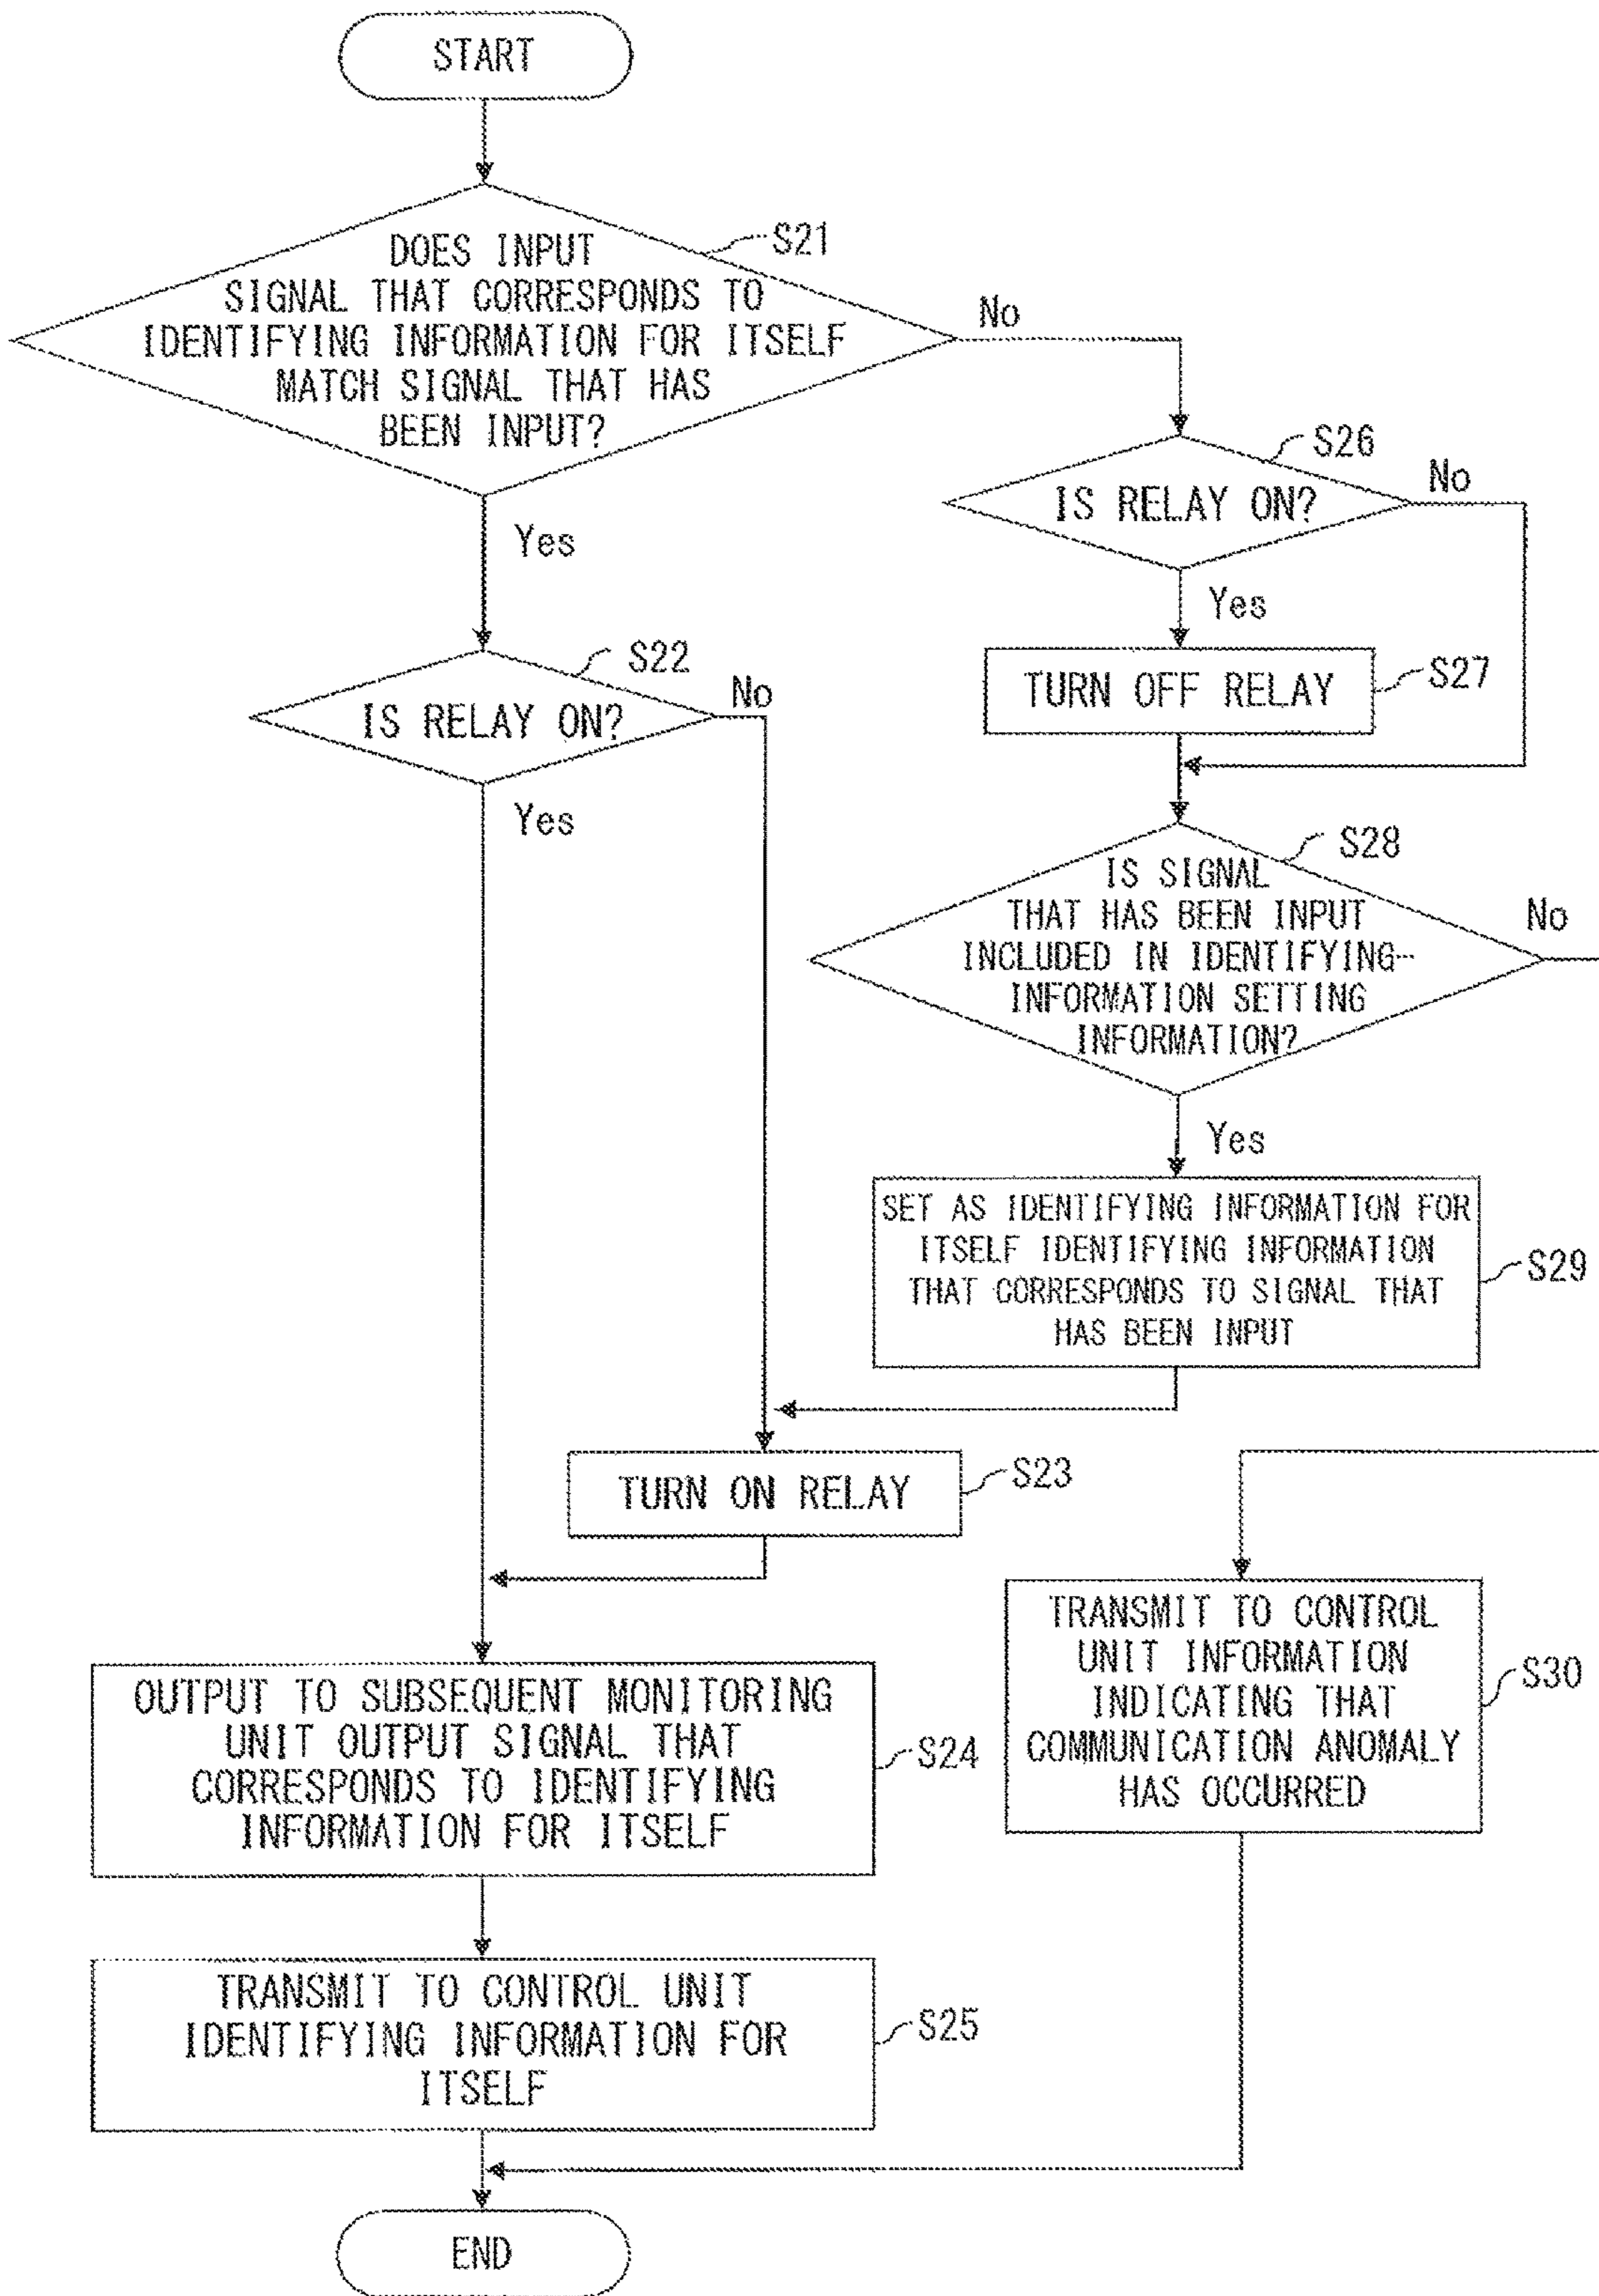 START
DOES INPUT
SIGNAL THAT CORRESPONDS TO
IDENTIFYING INFORMATION FOR ITSELF
MATCH SIGNAL THAT HAS
BEEN INPUT?
S21
No
Yes
S26
IS RELAY ON?
No
Yes
S22
IS RELAY ON?
No
Yes
TURN OFF RELAY
S27
S28
IS SIGNAL
THAT HAS BEEN INPUT
INCLUDED IN IDENTIFYING-
INFORMATION SETTING
INFORMATION?
No
Yes
SET AS IDENTIFYING INFORMATION FOR
ITSELF IDENTIFYING INFORMATION
THAT CORRESPONDS TO SIGNAL THAT
HAS BEEN INPUT
S29
TURN ON RELAY
S23
OUTPUT TO SUBSEQUENT MONITORING
UNIT OUTPUT SIGNAL THAT
CORRESPONDS TO IDENTIFYING
INFORMATION FOR ITSELF
S24
TRANSMIT TO CONTROL
UNIT INFORMATION
INDICATING THAT
COMMUNICATION ANOMALY
HAS OCCURRED
S30
TRANSMIT TO CONTROL UNIT
IDENTIFYING INFORMATION FOR
ITSELF
S25
END